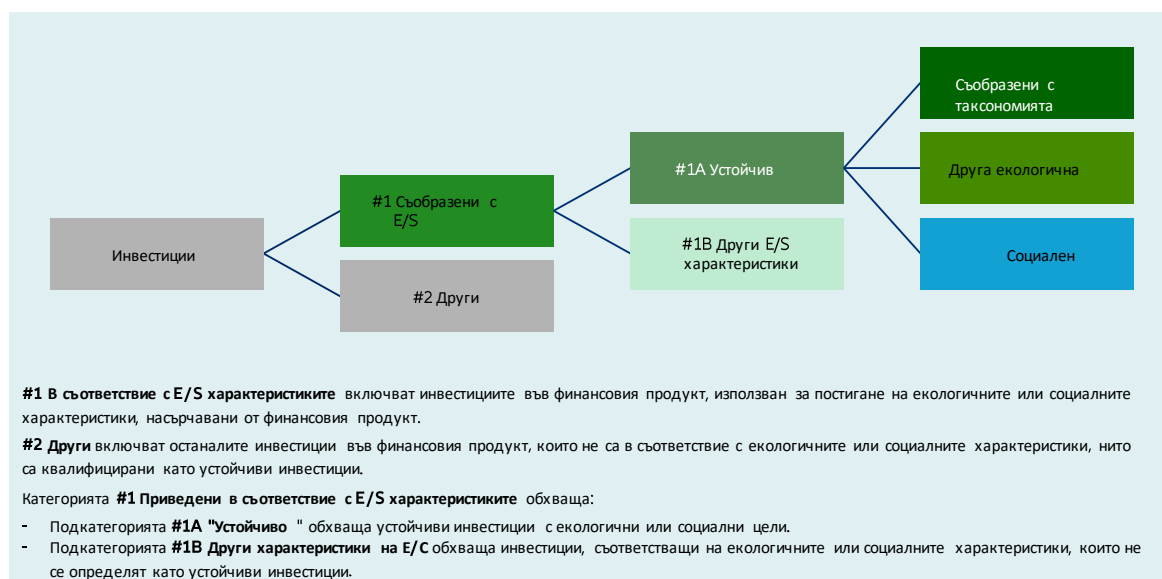 Съобразени с
таксономията
#1A Устойчив
Друга екологична
#1 Съобразени с
E/S
Инвестиции
#1B Други E/S
характеристики
Социален
#2 Други
#1 В съответствие с E/S характеристиките включват инвестициите във финансовия продукт, използван за постигане на екологичните или социалните
характеристики, насърчавани от финансовия продукт.
#2 Други включват останалите инвестиции във финансовия продукт, които не са в съответствие с екологичните или социалните характеристики, нито
са квалифицирани като устойчиви инвестиции.
Категорията #1 Приведени в съответствие с E/S характеристиките обхваща:
- Подкатегорията #1A "Устойчиво " обхваща устойчиви инвестиции с екологични или социални цели.
- Подкатегорията #1B Други характеристики на Е/С обхваща инвестиции, съответстващи на екологичните или социалните характеристики, които не
се определят като устойчиви инвестиции.